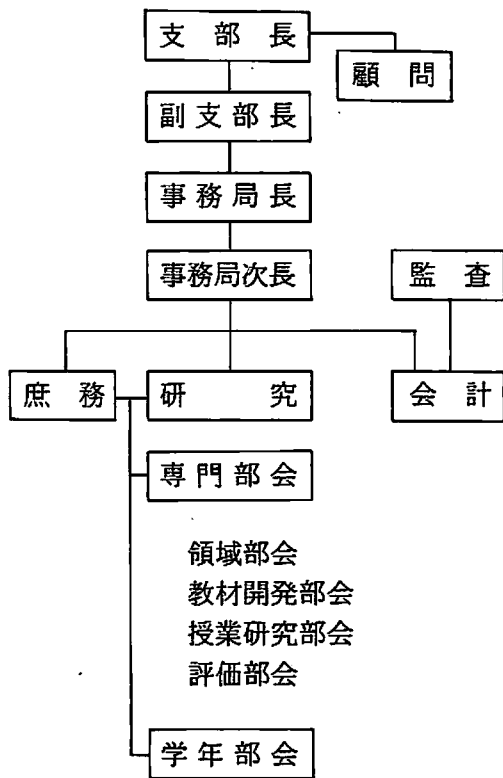 支部長
顧問
副支部長
事務局長
事務局次長
監査
庶務
研究
会計
専門部会
領域部会
教材開発部会
授業研究部会
評価部会
学年部会